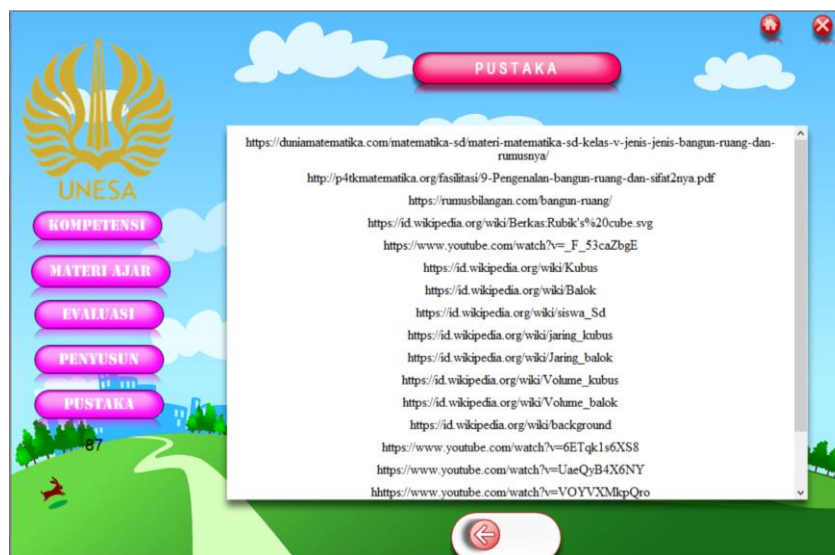 PUSTAKA
UNESA
KOMPETENSI
MATERI AJAR
EVALUASI
PENYUSUN
PUSTAKA
87
https://duniamatematika.com/matematika-sd/materi-matematika-sd-kelas-v-jenis-jenis-bangun-ruang-dan-
rumusnya/
http://p4tkmatematika.org/fasilitasi/9-Pengenalan-bangun-ruang-dan-sifat2nya.pdf
https://rumusbilangan.com/bangun-ruang/
https://id.wikipedia.org/wiki/Berkas:Rubik's%20cube.svg
https://www.youtube.com/watch?v=_F_53caZbgE
https://id.wikipedia.org/wiki/Kubus
https://id.wikipedia.org/wiki/Balok
https://id.wikipedia.org/wiki/siswa_Sd
https://id.wikipedia.org/wiki/jaring_kubus
https://id.wikipedia.org/wiki/Jaring_balok
https://id.wikipedia.org/wiki/Volume_kubus
https://id.wikipedia.org/wiki/Volume_balok
https://id.wikipedia.org/wiki/background
https://www.youtube.com/watch?v=6ETqk1s6XS8
https://www.youtube.com/watch?v=UaeQyB4X6NY
hhttps://www.youtube.com/watch?v=VOYVXMkpQro